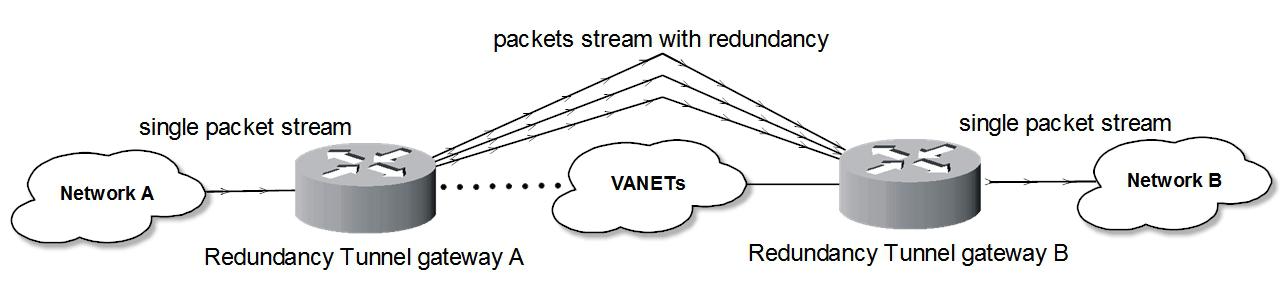 packets stream with redundancy
single packet stream
single packet stream
Network A
VANETs
Network B
Redundancy Tunnel gateway A
Redundancy Tunnel gateway B